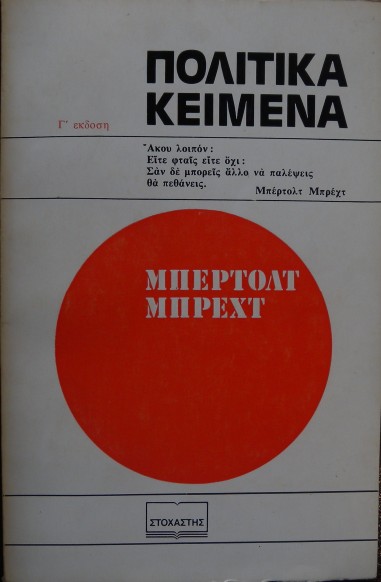 ΠΟΛΙΤΙΚΑ
ΚΕΙΜΕΝΑ
Γ' εκδοση
Ἄκου λοιπόν:
Εἴτε φταῖς εἴτε ὄχι:
Σὰν δὲ μπορεῖς ἄλλο νὰ παλέψεις
θὰ πεθάνεις.
Μπέρτολτ Μπρέχτ
ΜΠΕΡΤΟΛΤ
ΜΠΡΕΧΤ
ΣΤΟΧΑΣΤΗΣ